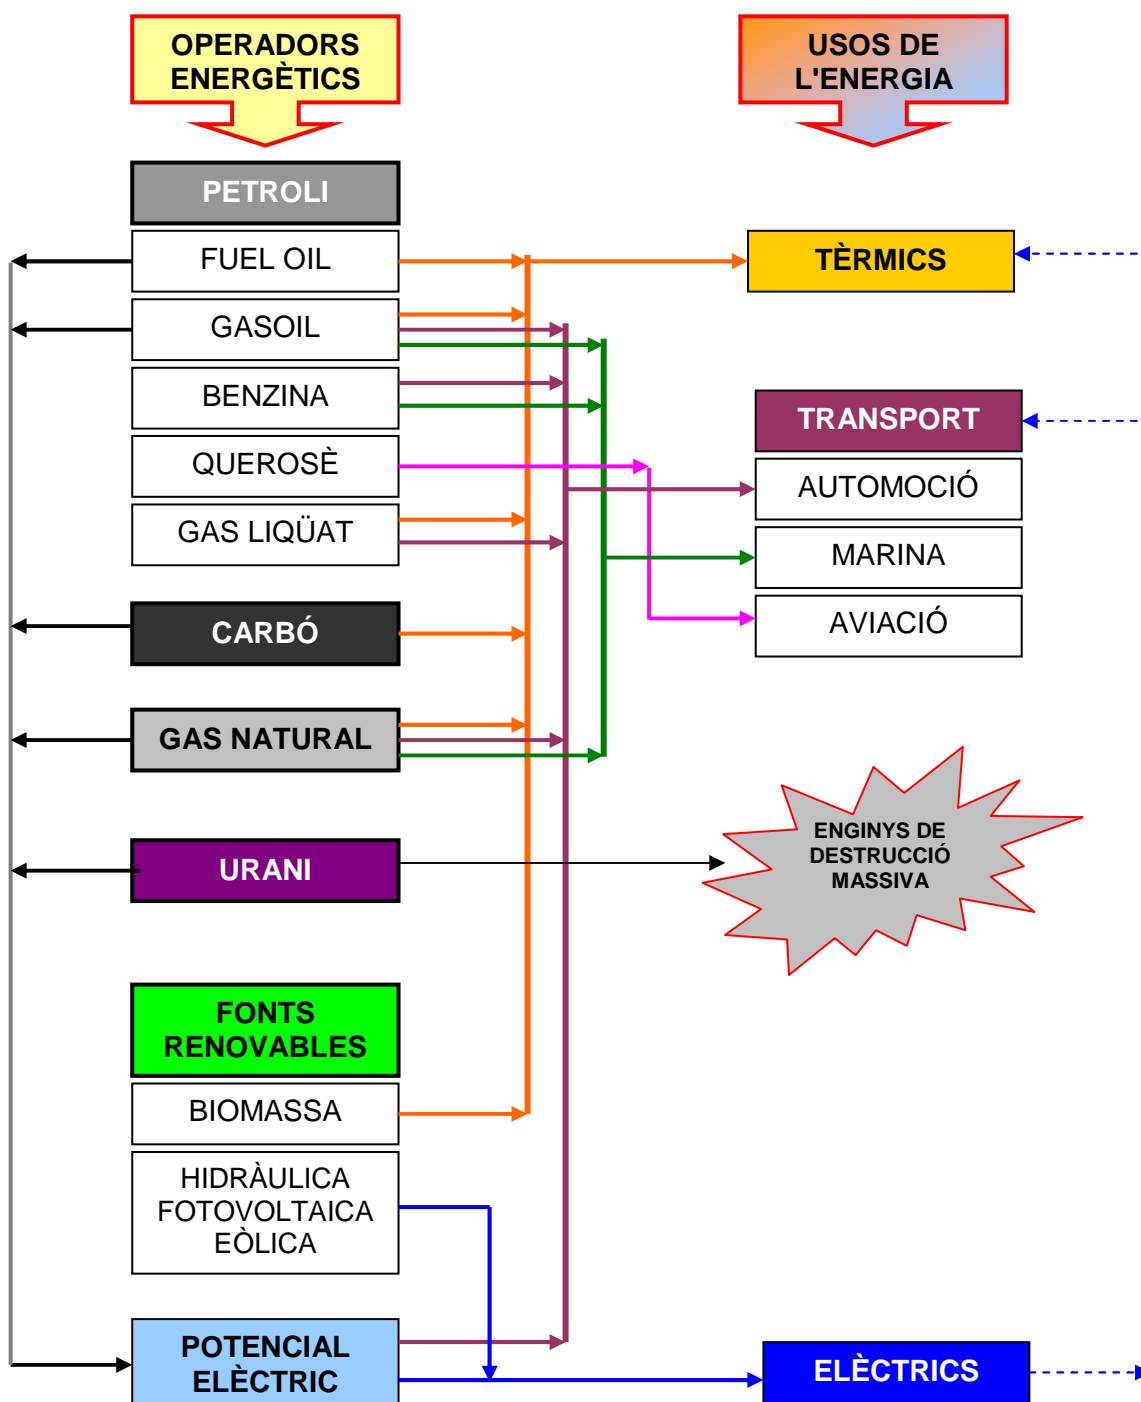 OPERADORS
ENERGÈTICS
USOS DE
L'ENERGIA
PETROLI
FUEL OIL
TÈRMICS
GASOIL
BENZINA
TRANSPORT
QUEROSÈ
AUTOMOCIÓ
GAS LIQÜAT
MARINA
CARBÓ
AVIACIÓ
GAS NATURAL
ENGINYS DE
DESTRUCCIÓ
MASSIVA
URANI
FONTS
RENOVABLES
BIOMASSA
HIDRÀULICA
FOTOVOLTAICA
EÒLICA
POTENCIAL
ELÈCTRIC
ELÈCTRICS